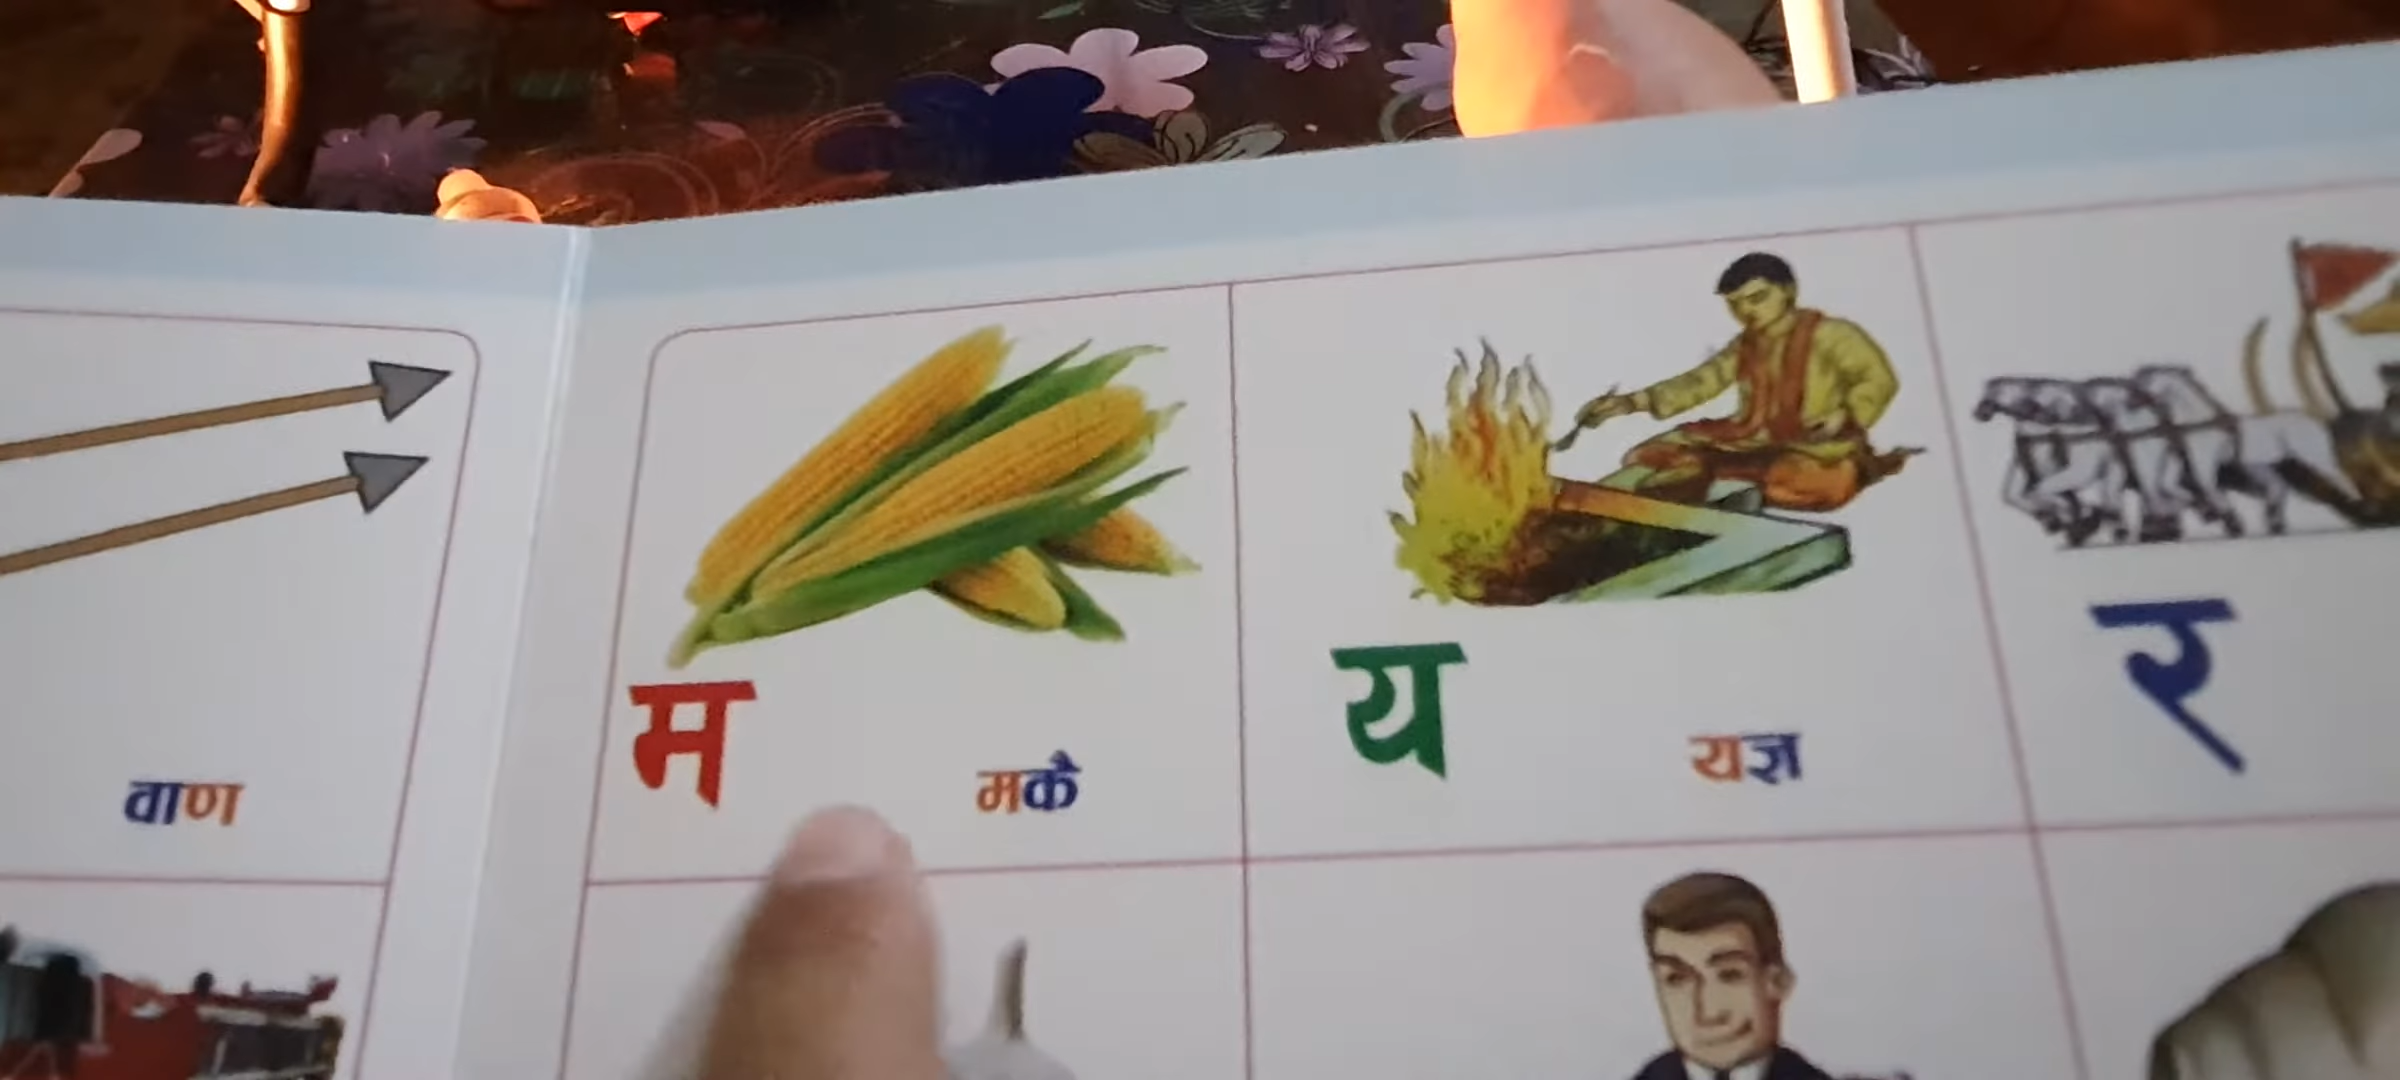 वाण
म मकै
य यज्ञ
र